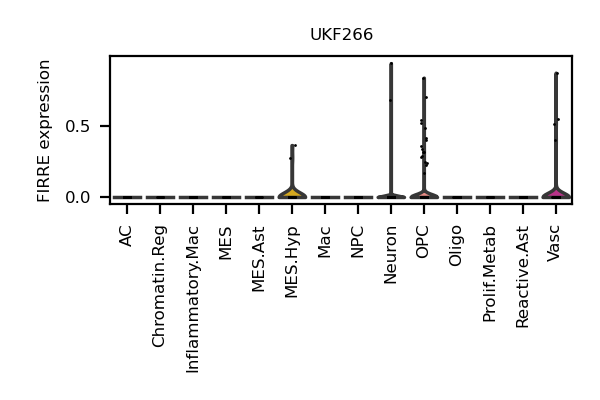 UKF266
FIRRE expression
0.5
0.0
AC
Chromatin.Reg
Inflammatory.Mac
MES
MES.Ast
MES.Hyp
Mac
NPC
Neuron
OPC
Oligo
Prolif.Metab
Reactive.Ast
Vasc